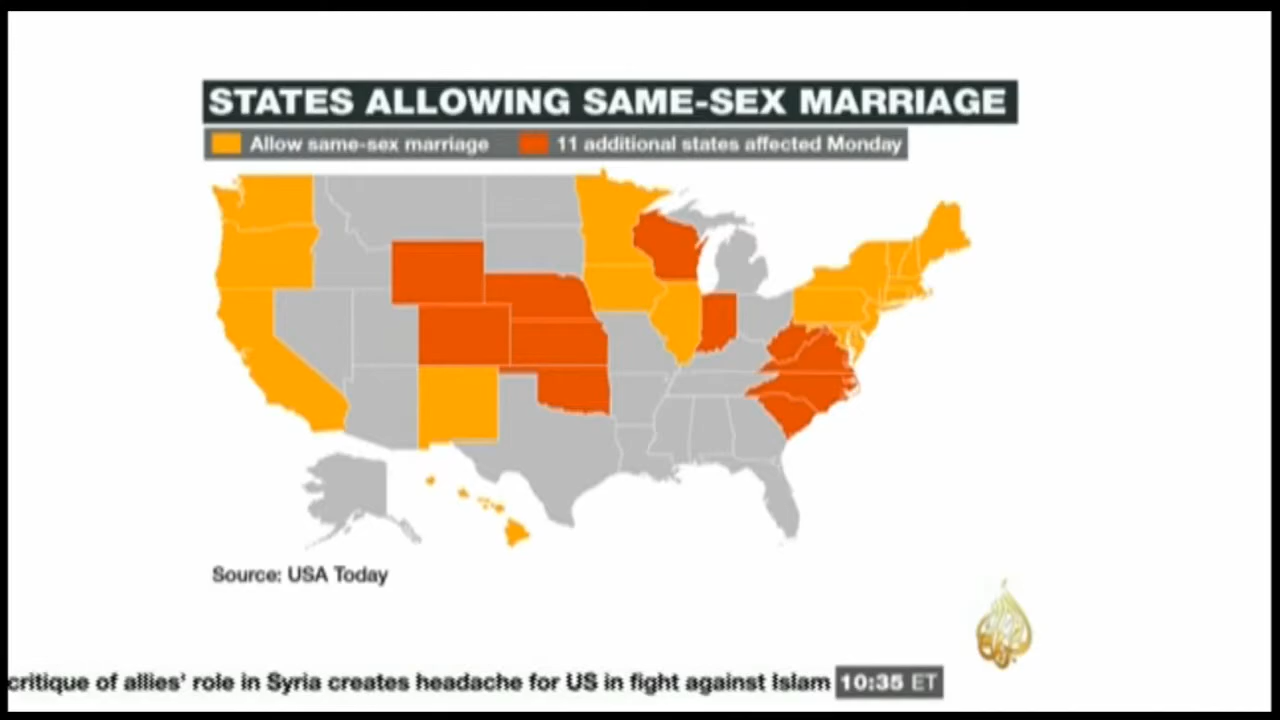 STATES ALLOWING SAME-SEX MARRIAGE
Allow same-sex marriage 11 additional states affected Monday
Source: USA Today
critique of allies' role in Syria creates headache for US in fight against Islam 10:35 ET